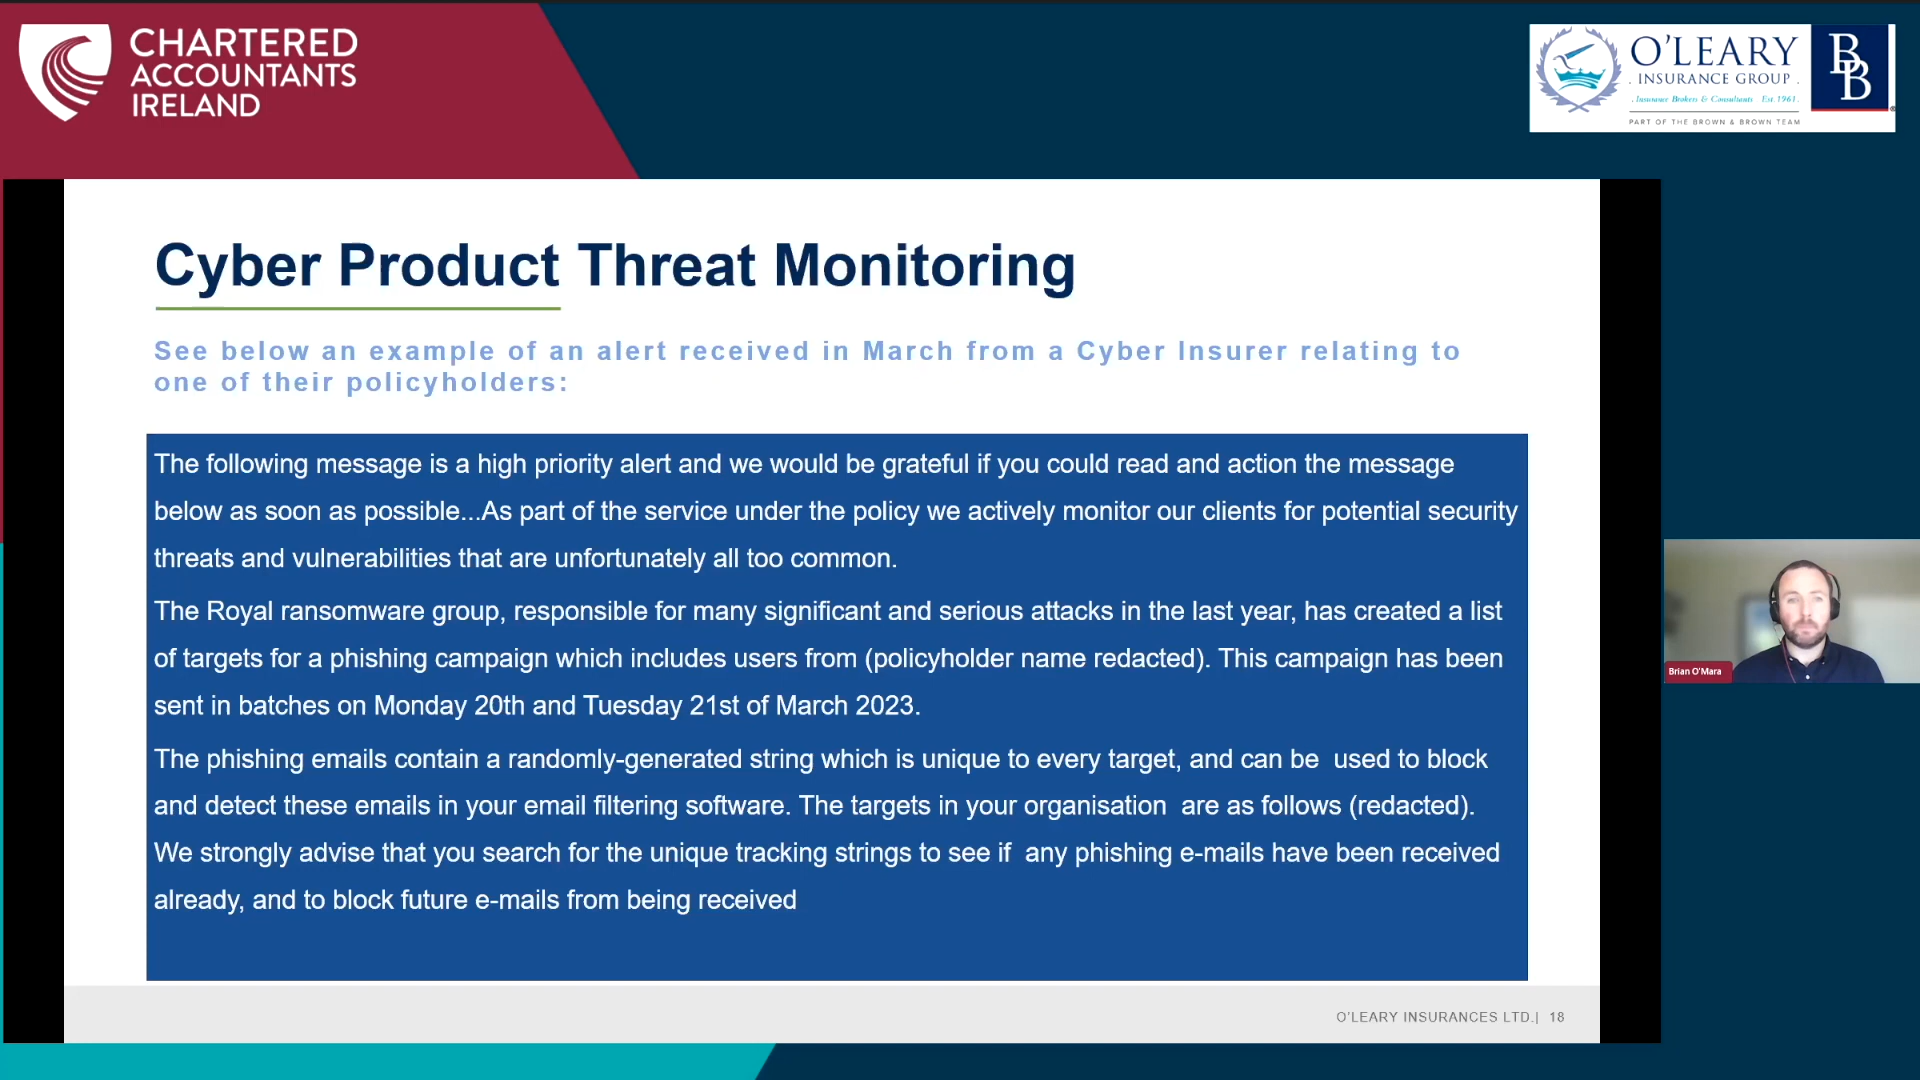 CHARTERED
ACCOUNTANTS
IRELAND
O'LEARY
INSURANCE GROUP
Insurance Brokers & Consultants Est.1961
PART OF THE BROWN & BROWN TEAM
BB
Cyber Product Threat Monitoring
See below an example of an alert received in March from a Cyber Insurer relating to
one of their policyholders:
The following message is a high priority alert and we would be grateful if you could read and action the message
below as soon as possible...As part of the service under the policy we actively monitor our clients for potential security
threats and vulnerabilities that are unfortunately all too common.
The Royal ransomware group, responsible for many significant and serious attacks in the last year, has created a list
of targets for a phishing campaign which includes users from (policyholder name redacted). This campaign has been
sent in batches on Monday 20th and Tuesday 21st of March 2023.
The phishing emails contain a randomly-generated string which is unique to every target, and can be  used to block
and detect these emails in your email filtering software. The targets in your organisation  are as follows (redacted).
We strongly advise that you search for the unique tracking strings to see if  any phishing e-mails have been received
already, and to block future e-mails from being received
Brian O'Mara
O'LEARY INSURANCES LTD.| 18